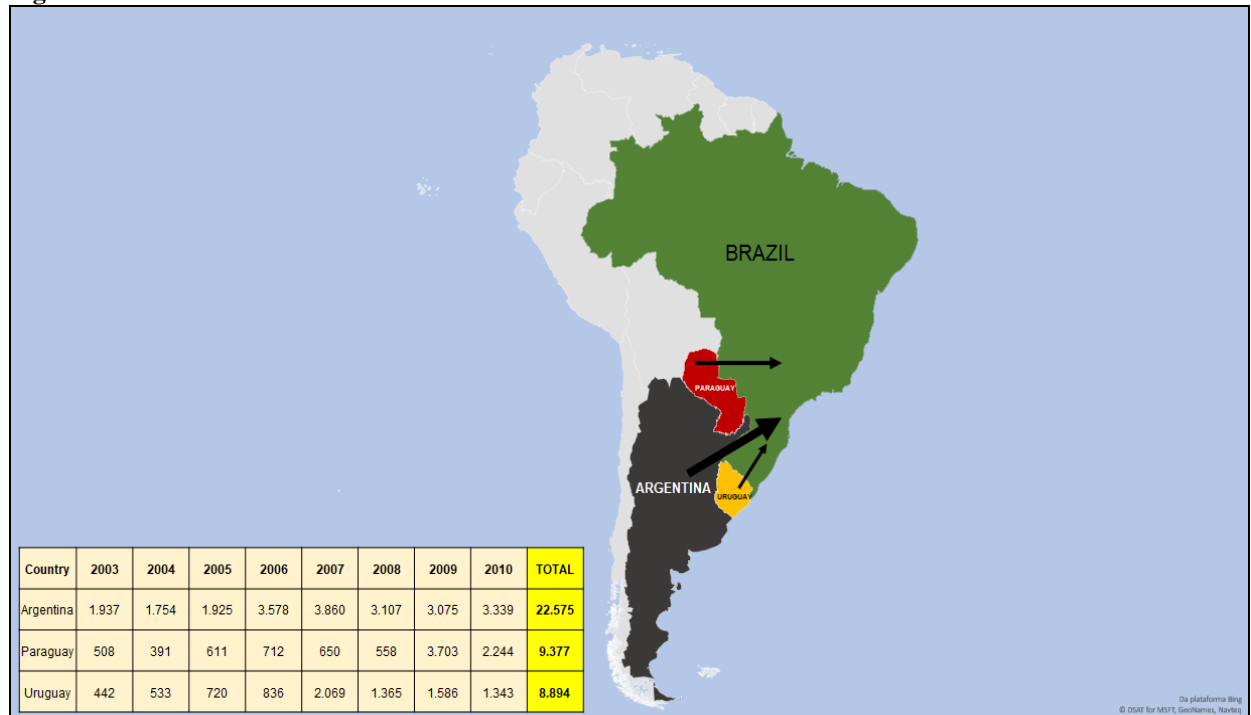 BRAZIL
PARAGUAY
ARGENTINA
URUGUAY
Country 2003 2004 2005 2006 2007 2008 2009 2010 TOTAL
Argentina 1.937 1.754 1.925 3.578 3.860 3.107 3.075 3.339 22.575
Paraguay 508 391 611 712 650 558 3.703 2.244 9.377
Uruguay 442 533 720 836 2.069 1.365 1.586 1.343 8.894
Da plataforma Bing
© DSAT for MSFT, GeoNames, Navteq